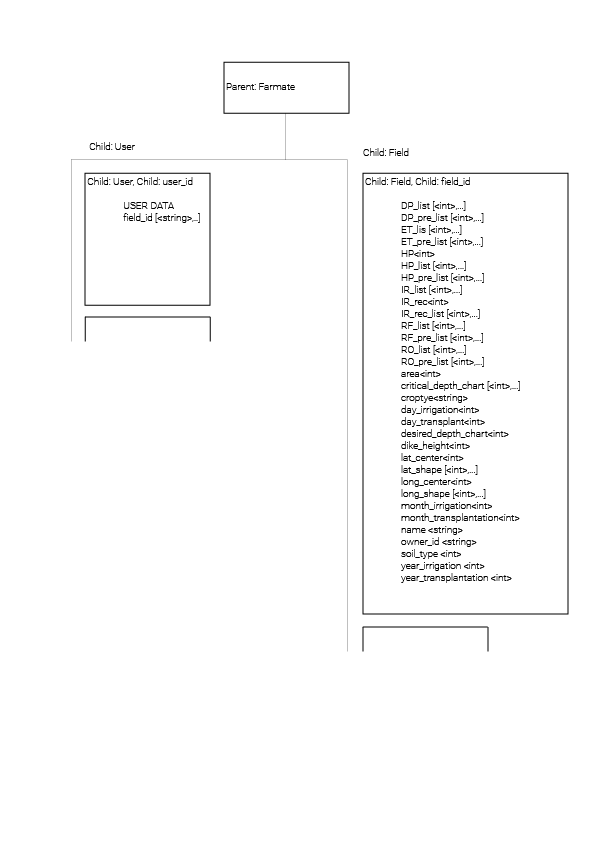 Parent: Farmate
Child: User
Child: User, Child: user_id
USER DATA
field_id [<string>,..]
Child: Field
Child: Field, Child: field_id
DP_list [<int>,...]
DP_pre_list [<int>,...]
ET_lis [<int>,...]
ET_pre_list [<int>,...]
HP<int>
HP_list [<int>,...]
HP_pre_list [<int>,...]
IR_list [<int>,...]
IR_rec<int>
IR_rec_list [<int>,...]
RF_list [<int>,...]
RF_pre_list [<int>,...]
RO_list [<int>,...]
RO_pre_list [<int>,...]
area<int>
critical_depth_chart [<int>,...]
croptye<string>
day_irrigation<int>
day_transplant<int>
desired_depth_chart<int>
dike_height<int>
lat_center<int>
lat_shape [<int>,...]
long_center<int>
long_shape [<int>,...]
month_irrigation<int>
month_transplantation<int>
name <string>
owner_id <string>
soil_type <int>
year_irrigation <int>
year_transplantation <int>